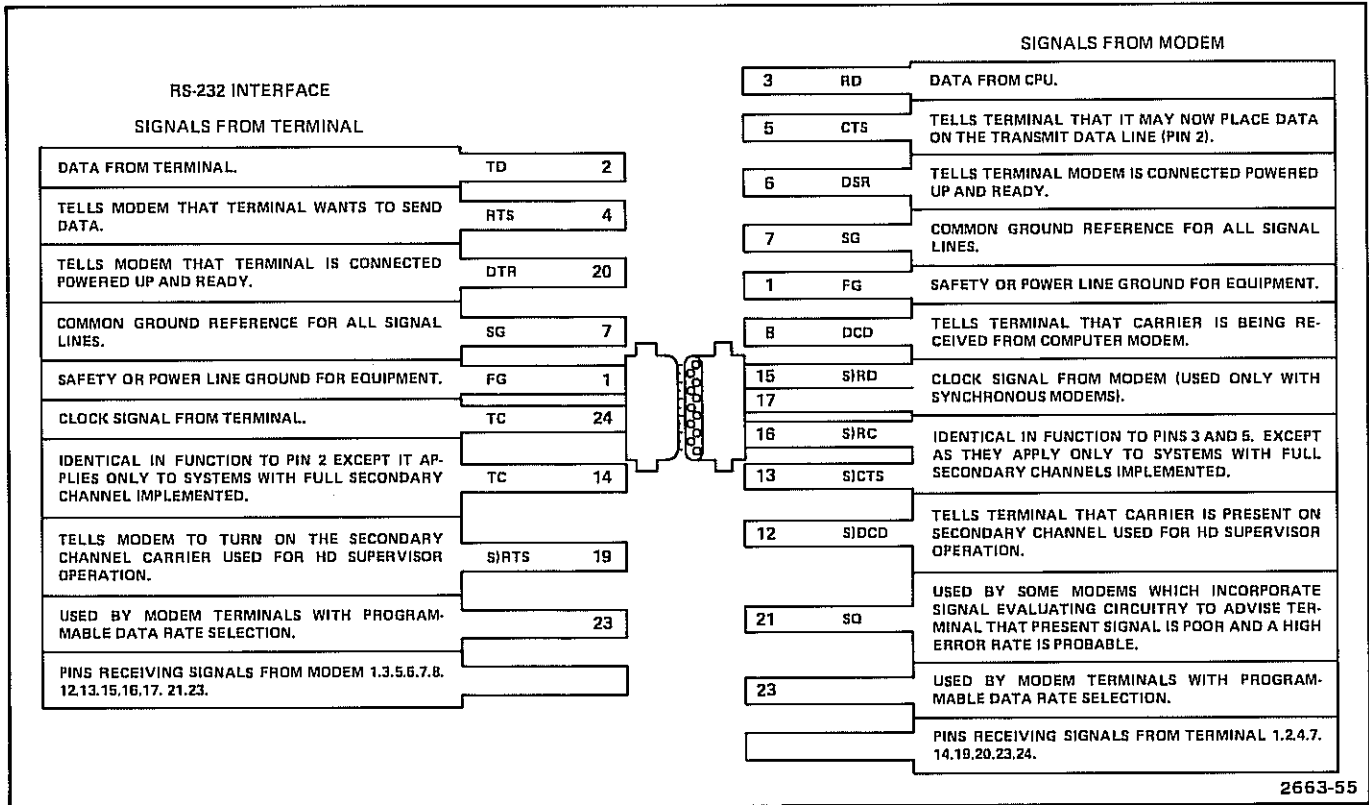 RS-232 INTERFACE
SIGNALS FROM TERMINAL
DATA FROM TERMINAL. TD 2
TELLS MODEM THAT TERMINAL WANTS TO SEND
DATA.
RTS 4
TELLS MODEM THAT TERMINAL IS CONNECTED
POWERED UP AND READY.
DTR 20
COMMON GROUND REFERENCE FOR ALL SIGNAL
LINES.
SG 7
SAFETY OR POWER LINE GROUND FOR EQUIPMENT. FG 1
CLOCK SIGNAL FROM TERMINAL. TC 24
IDENTICAL IN FUNCTION TO PIN 2 EXCEPT IT AP-
PLIES ONLY TO SYSTEMS WITH FULL SECONDARY
CHANNEL IMPLEMENTED.
TC 14
TELLS MODEM TO TURN ON THE SECONDARY
CHANNEL CARRIER USED FOR HD SUPERVISOR
OPERATION.
S)RTS 19
USED BY MODEM TERMINALS WITH PROGRAM-
MABLE DATA RATE SELECTION.
23
PINS RECEIVING SIGNALS FROM MODEM 1.3.5.6.7.8.
12,13.15,16,17. 21.23.
SIGNALS FROM MODEM
3 RD DATA FROM CPU.
5 CTS
TELLS TERMINAL THAT IT MAY NOW PLACE DATA
ON THE TRANSMIT DATA LINE (PIN 2).
6 DSR
TELLS TERMINAL MODEM IS CONNECTED POWERED
UP AND READY.
7 SG
COMMON GROUND REFERENCE FOR ALL SIGNAL
LINES.
1 FG SAFETY OR POWER LINE GROUND FOR EQUIPMENT.
8 DCD
TELLS TERMINAL THAT CARRIER IS BEING RE-
CEIVED FROM COMPUTER MODEM.
15 S)RD
17
CLOCK SIGNAL FROM MODEM (USED ONLY WITH
SYNCHRONOUS MODEMS).
16 S)RC
13 S)CTS
IDENTICAL IN FUNCTION TO PINS 3 AND 5. EXCEPT
AS THEY APPLY ONLY TO SYSTEMS WITH FULL
SECONDARY CHANNELS IMPLEMENTED.
12 S)DCD
TELLS TERMINAL THAT CARRIER IS PRESENT ON
SECONDARY CHANNEL USED FOR HD SUPERVISOR
OPERATION.
21 SQ
USED BY SOME MODEMS WHICH INCORPORATE
SIGNAL EVALUATING CIRCUITRY TO ADVISE TER-
MINAL THAT PRESENT SIGNAL IS POOR AND A HIGH
ERROR RATE IS PROBABLE.
23
USED BY MODEM TERMINALS WITH PROGRAM-
MABLE DATA RATE SELECTION.
PINS RECEIVING SIGNALS FROM TERMINAL 1.2.4.7.
14.19,20,23,24.
2663-55